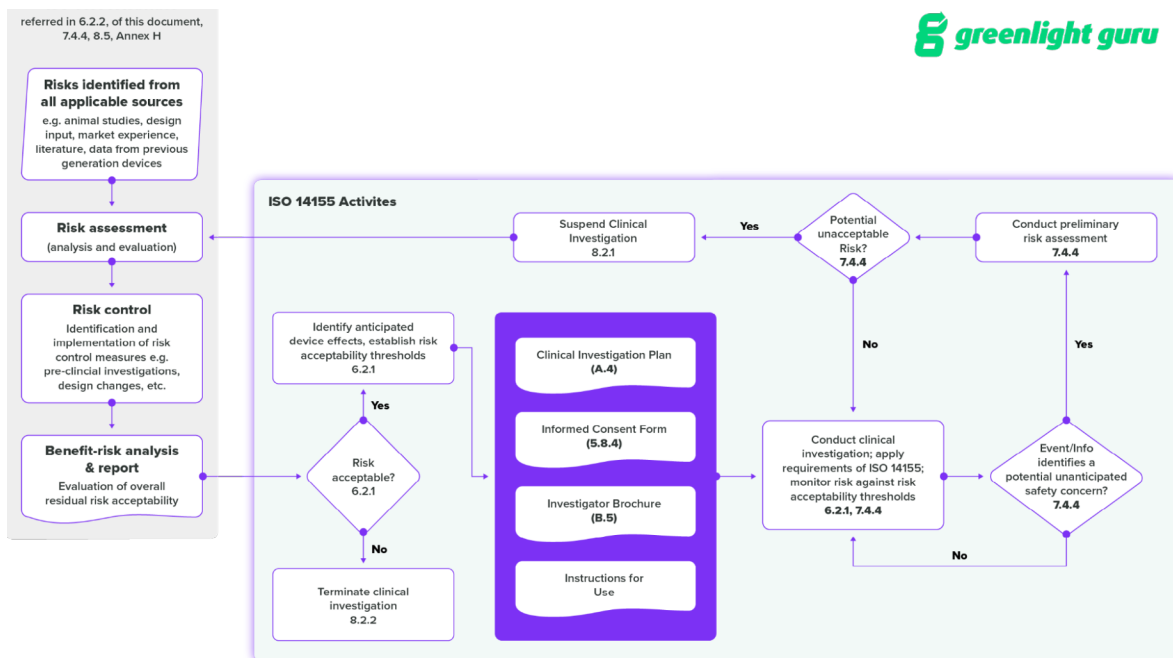 referred in 6.2.2, of this document,
7.4.4, 8.5, Annex H
greenlight guru
Risks identified from
all applicable sources
e.g. animal studies, design
input, market experience,
literature, data from previous
generation devices
Risk assessment
(analysis and evaluation)
Risk control
Identification and
implementation of risk
control measures e.g.
pre-clincial investigations,
design changes, etc.
Benefit-risk analysis
& report
Evaluation of overall
residual risk acceptability
ISO 14155 Activites
Suspend Clinical
Investigation
8.2.1
Yes
Potential
unacceptable
Risk?
7.4.4
Conduct preliminary
risk assessment
7.4.4
Identify anticipated
device effects, establish risk
acceptability thresholds
6.2.1
Yes
Risk
acceptable?
6.2.1
No
Terminate clinical
investigation
8.2.2
Clinical Investigation Plan
(A.4)
Informed Consent Form
(5.8.4)
Investigator Brochure
(B.5)
Instructions for
Use
No
Yes
Conduct clinical
investigation; apply
requirements of ISO 14155;
monitor risk against risk
acceptability thresholds
6.2.1, 7.4.4
Event/Info
identifies a
potential unanticipated
safety concern?
7.4.4
No